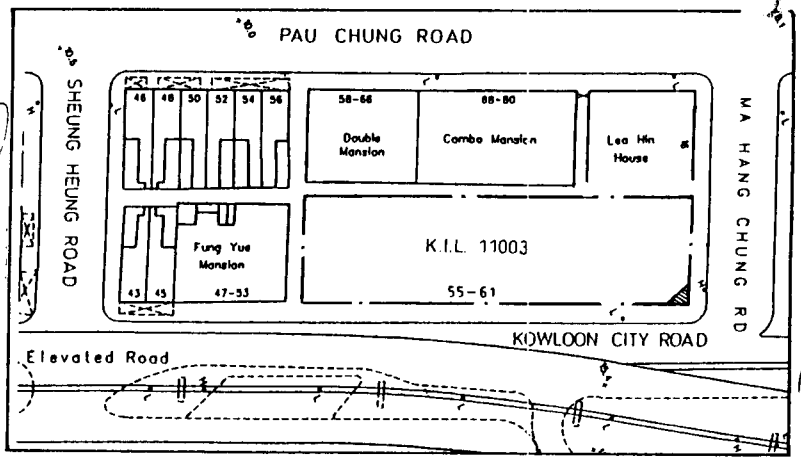 PAU CHUNG ROAD
SHEUNG HEUNG ROAD
MA HANG CHUNG RD
46 48 50 52 54 56
58-66
68-80
Double
Mansion
Combo Mansion
Lea Hin
House
Fung Yue
Mansion
43 45 47-53
K.I.L. 11003
55-61
KOWLOON CITY ROAD
Elevated Road